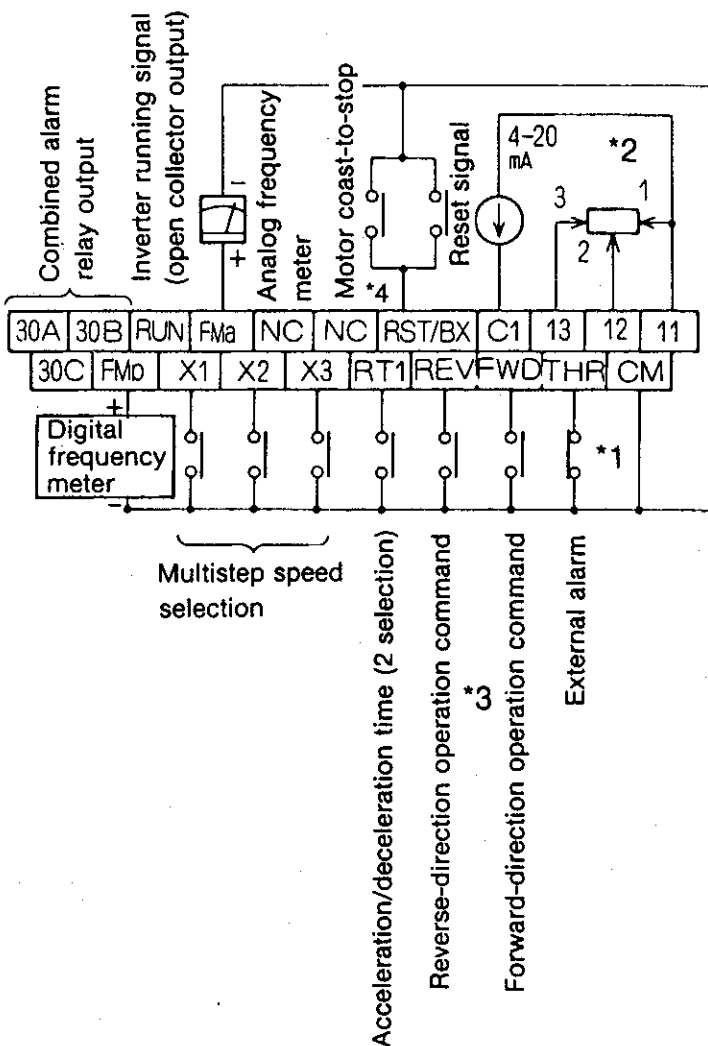 Combined alarm
relay output
Inverter running signal
(open collector output)
Analog frequency
meter
Motor coast-to-stop
Reset signal
4-20
mA
*2
3
1
2
−
+
*4
30A 30B RUN FMa NC NC RST/BX C1 13 12 11
30C FMp X1 X2 X3 RT1 REV FWD THR CM
+
Digital
frequency
meter
−
*1
Multistep speed
selection
Acceleration/deceleration time (2 selection)
Reverse-direction operation command
*3
Forward-direction operation command
External alarm